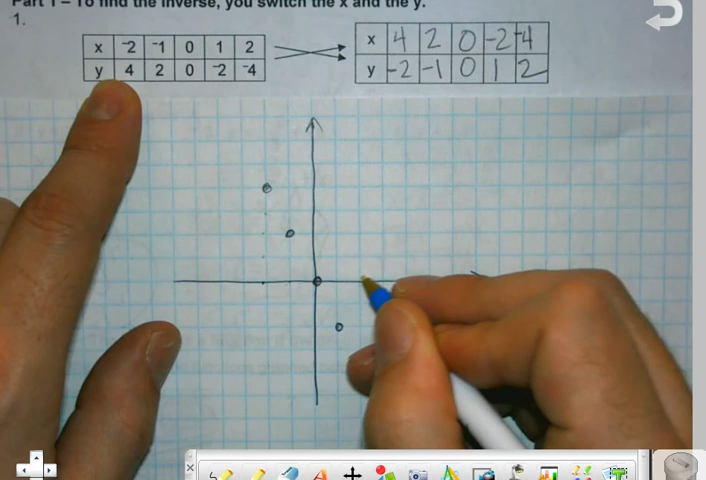 Part 1 – To find the inverse, you switch the x and the y.
1.
x -2 -1 0 1 2
y 4 2 0 -2 -4
x 4 2 0 -2 -4
y -2 -1 0 1 2